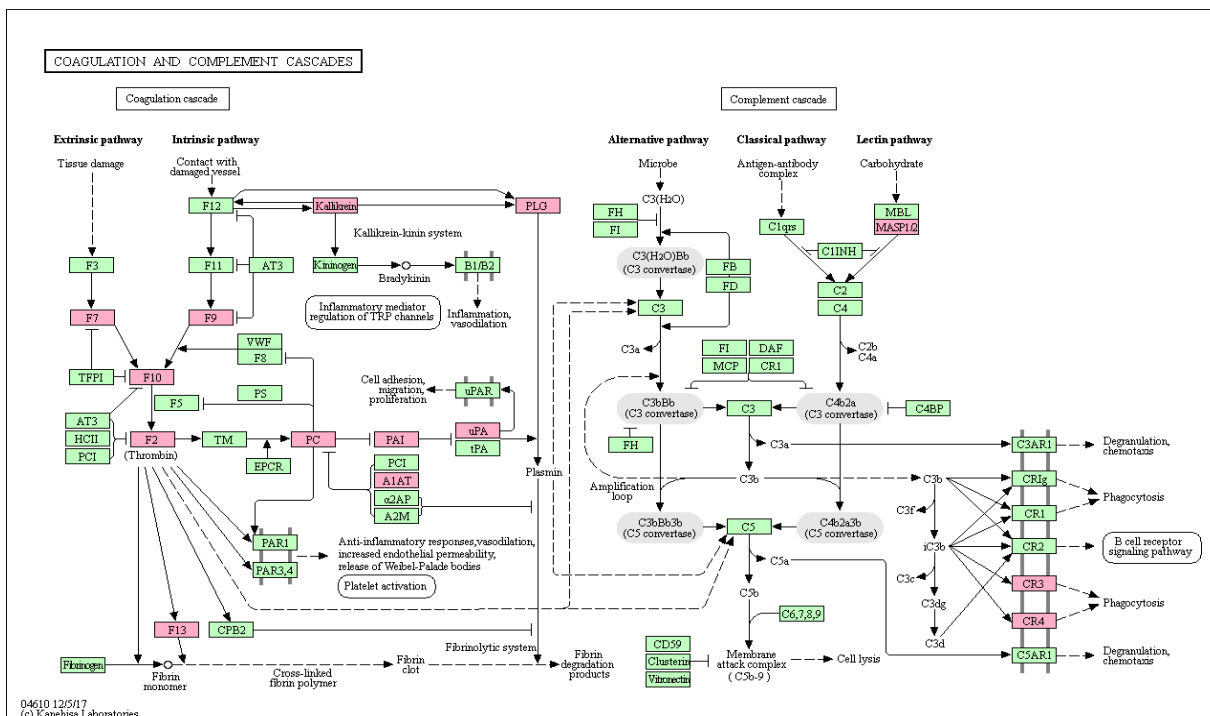 COAGULATION AND COMPLEMENT CASCADES
Coagulation cascade
Complement cascade
Extrinsic pathway
Intrinsic pathway
Alternative pathway
Classical pathway
Lectin pathway
Tissue damage
Contact with
damaged vessel
Microbe
Antigen-antibody
complex
Carbohydrate
F12
Kallikrein
PLG
C3(H2O)
FH
FI
C1qrs
MBL
MASP1/2
Kallikrein-kinin system
C1INH
F3
F11
AT3
Kininogen
Bradykinin
B1/B2
C3(H2O)Bb
(C3 convertase)
FB
FD
C2
C4
F7
F9
Inflammatory mediator
regulation of TRP channels
Inflammation,
vasodilation
C3
VWF
F8
C3a
FI
DAF
MCP
CR1
C2b
C4a
TFPI
F10
Cell adhesion,
migration,
proliferation
uPAR
PS
F5
AT3
HCII
PCI
F2
(Thrombin)
TM
EPCR
PC
PAI
uPA
tPA
C3bBb
(C3 convertase)
C3
C4b2a
(C3 convertase)
C4BP
FH
C3a
C3AR1
Degranulation,
chemotaxis
PCI
A1AT
α2AP
A2M
Plasmin
Amplification
loop
C3b
C3b
CRIg
Phagocytosis
C3f
CR1
C3bBb3b
(C5 convertase)
C5
C4b2a3b
(C5 convertase)
PAR1
PAR3,4
Anti-inflammatory responses,vasodilation,
increased endothelial permeability,
release of Weibel-Palade bodies
Platelet activation
iC3b
CR2
B cell receptor
signaling pathway
C5a
C3c
CR3
C3dg
Phagocytosis
C5b
C6,7,8,9
CR4
C3d
F13
CPB2
Fibrinolytic system
CD59
Clusterin
Vitronectin
Membrane
attack complex
(C5b-9)
Cell lysis
C5AR1
Degranulation,
chemotaxis
Fibrinogen
Fibrin
monomer
Cross-linked
fibrin polymer
Fibrin
clot
Fibrin
degradation
products
04610 12/5/17
(c) Kanehisa Laboratories